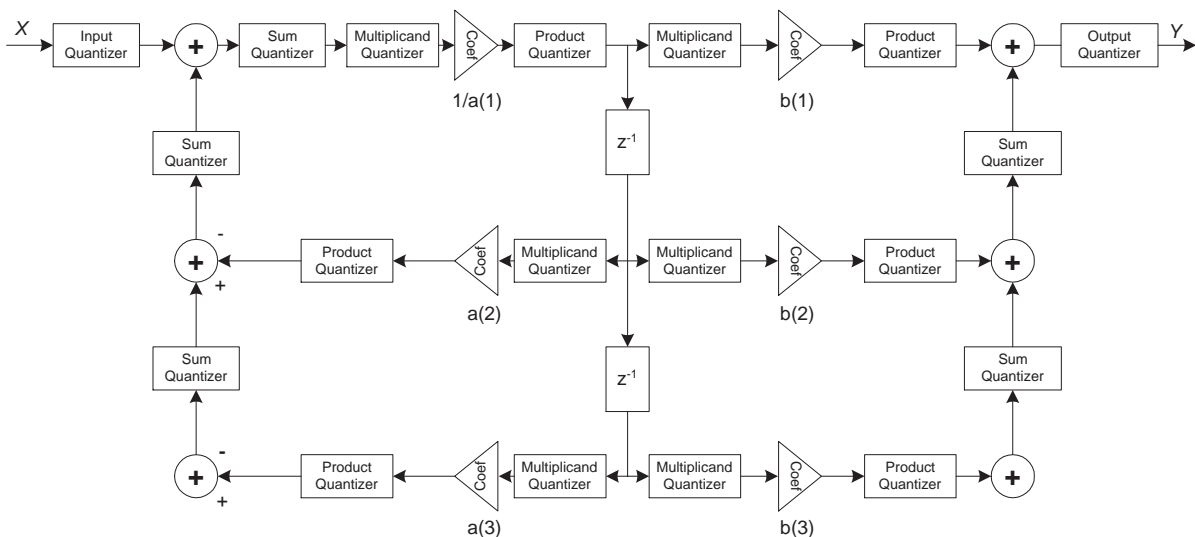 X
Input
Quantizer
+
Sum
Quantizer
Multiplicand
Quantizer
Coef
1/a(1)
Product
Quantizer
Multiplicand
Quantizer
Coef
b(1)
Product
Quantizer
+
Output
Quantizer
Y
Sum
Quantizer
z-1
Sum
Quantizer
+
-
+
Product
Quantizer
Coef
a(2)
Multiplicand
Quantizer
Multiplicand
Quantizer
Coef
b(2)
Product
Quantizer
+
Sum
Quantizer
z-1
Sum
Quantizer
+
-
+
Product
Quantizer
Coef
a(3)
Multiplicand
Quantizer
Multiplicand
Quantizer
Coef
b(3)
Product
Quantizer
+